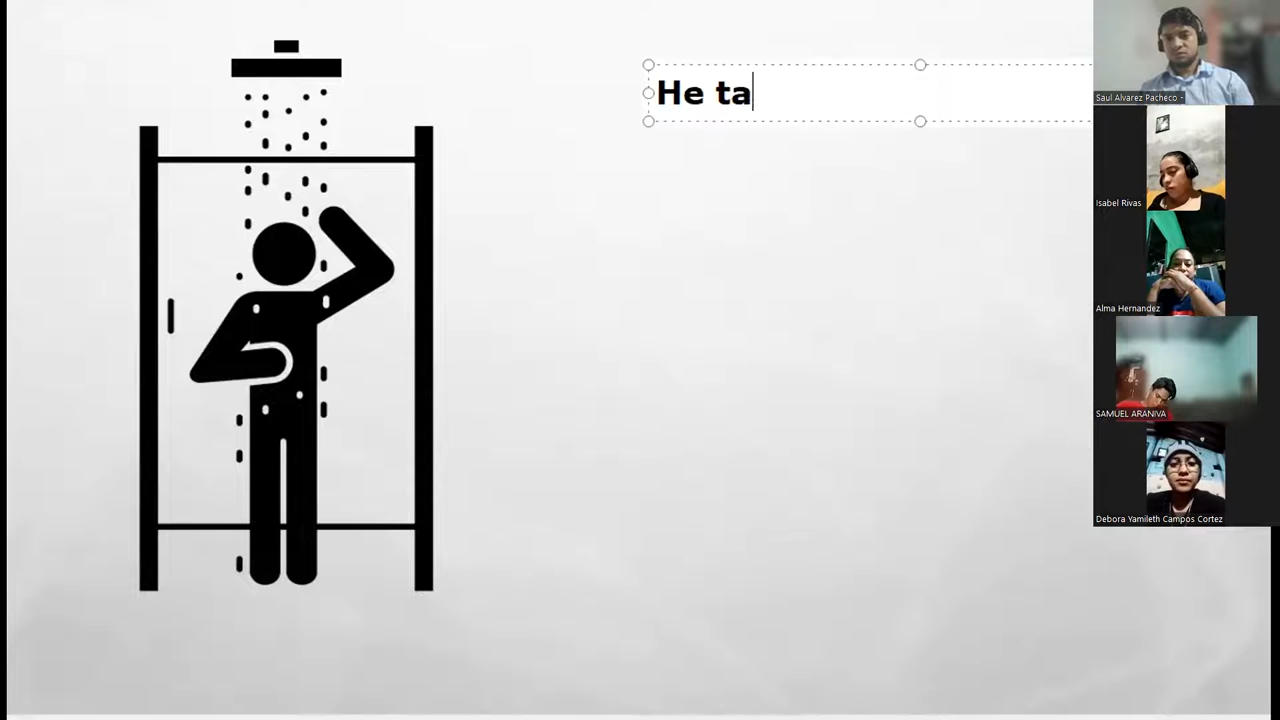 He ta
Saul Alvarez Pacheco -
Isabel Rivas
Alma Hernandez
SAMUEL ARANIVA
Debora Yamileth Campos Cortez